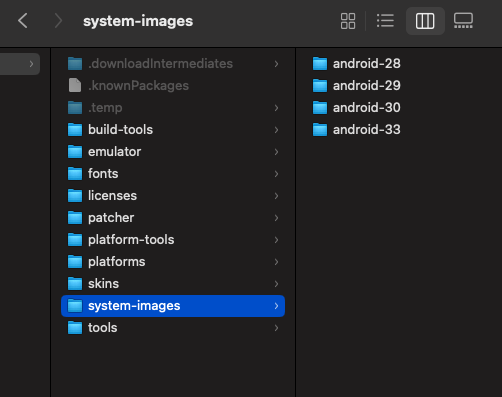 system-images
.downloadIntermediates
.knownPackages
.temp
build-tools
emulator
fonts
licenses
patcher
platform-tools
platforms
skins
system-images
tools
android-28
android-29
android-30
android-33